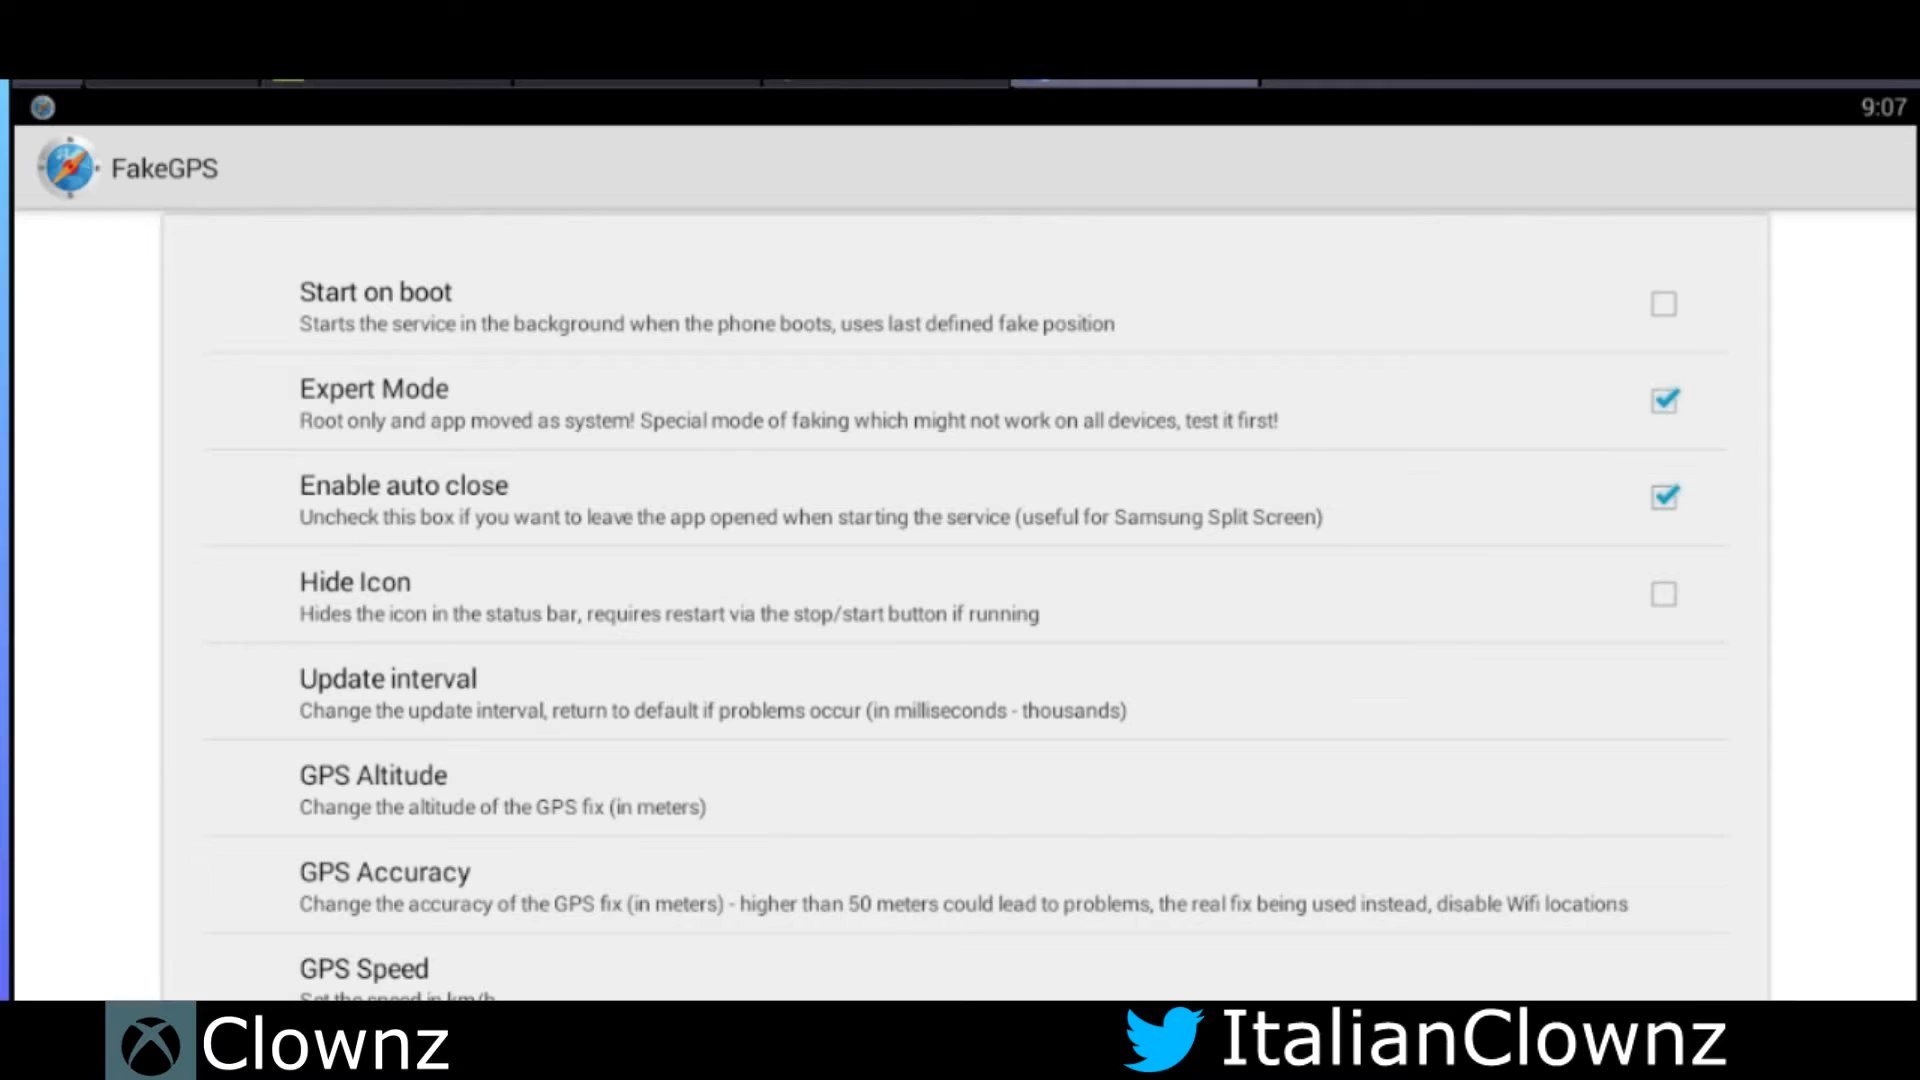 9:07
FakeGPS
Start on boot
Starts the service in the background when the phone boots, uses last defined fake position
Expert Mode
Root only and app moved as system! Special mode of faking which might not work on all devices, test it first!
Enable auto close
Uncheck this box if you want to leave the app opened when starting the service (useful for Samsung Split Screen)
Hide Icon
Hides the icon in the status bar, requires restart via the stop/start button if running
Update interval
Change the update interval, return to default if problems occur (in milliseconds - thousands)
GPS Altitude
Change the altitude of the GPS fix (in meters)
GPS Accuracy
Change the accuracy of the GPS fix (in meters) - higher than 50 meters could lead to problems, the real fix being used instead, disable Wifi locations
GPS Speed
Set the speed in km/h
Clownz
ItalianClownz